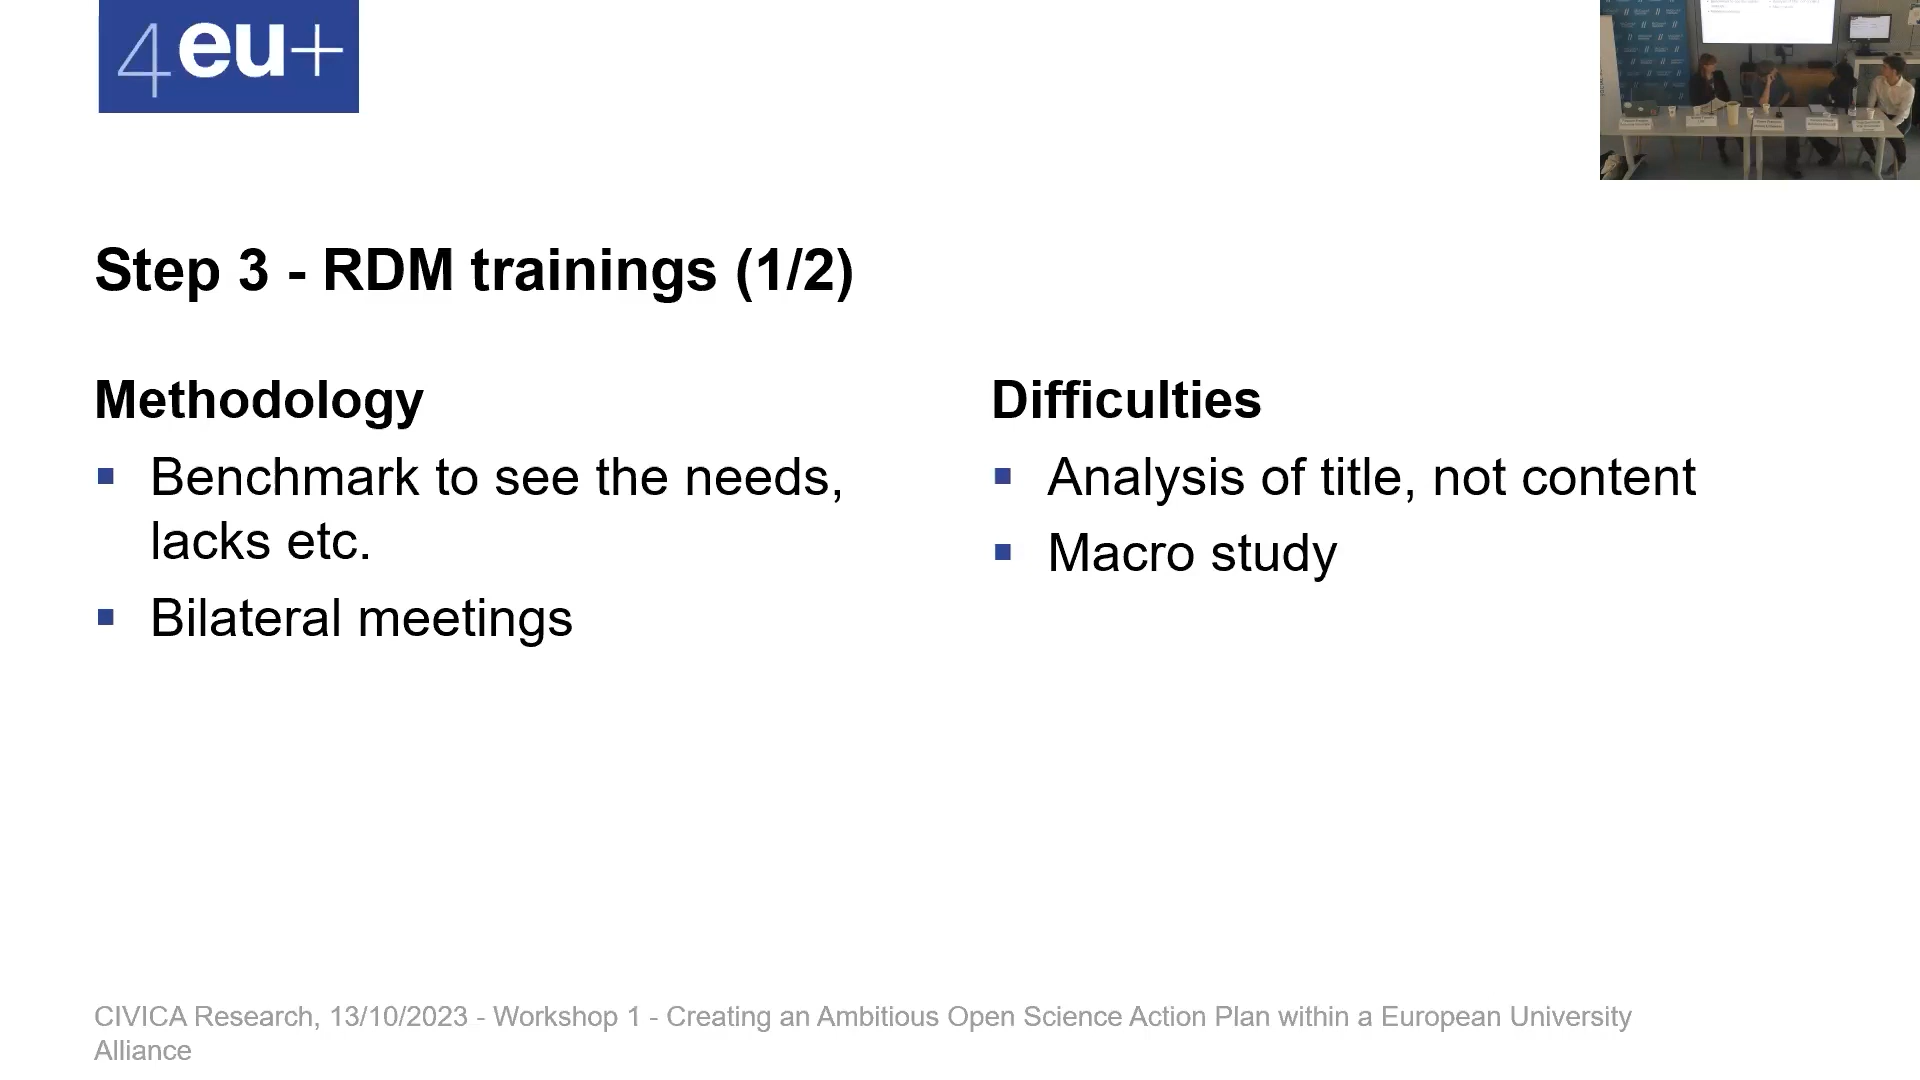 4eu+
Step 3 - RDM trainings (1/2)
Methodology
▪ Benchmark to see the needs,
lacks etc.
▪ Bilateral meetings
Difficulties
▪ Analysis of title, not content
▪ Macro study
CIVICA Research, 13/10/2023 - Workshop 1 - Creating an Ambitious Open Science Action Plan within a European University
Alliance